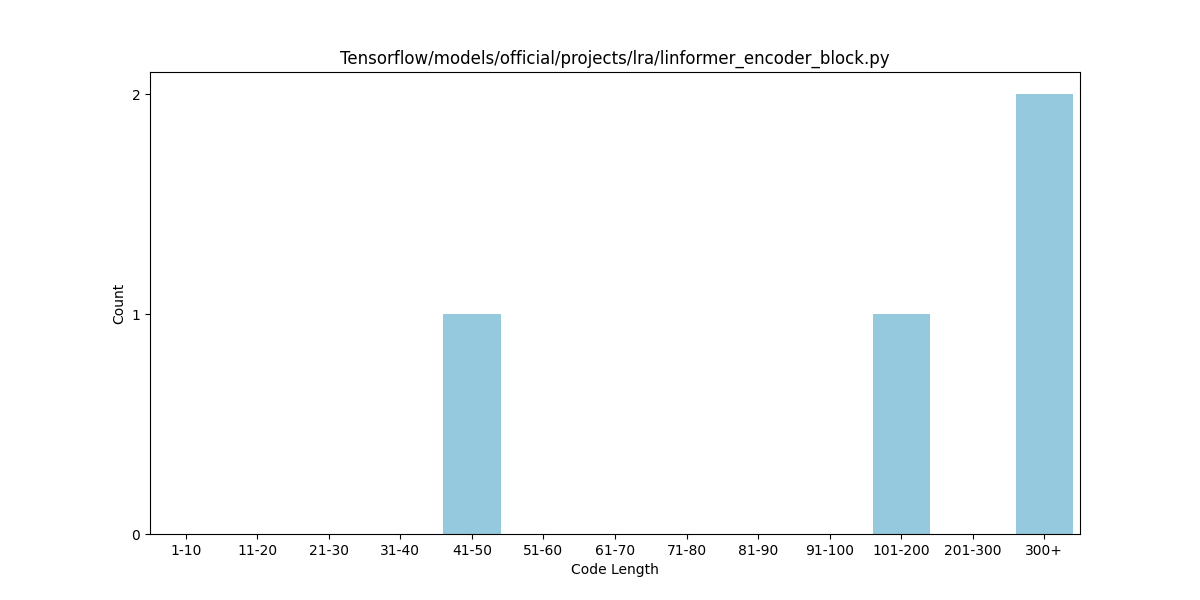 Tensorflow/models/official/projects/lra/linformer_encoder_block.py
2
1
0
Count
1-10 11-20 21-30 31-40 41-50 51-60 61-70 71-80 81-90 91-100 101-200 201-300 300+
Code Length